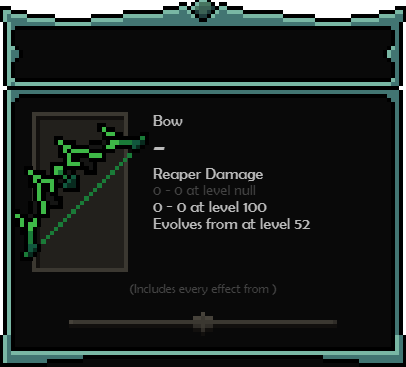 Bow
–
Reaper Damage
0 - 0 at level null
0 - 0 at level 100
Evolves from at level 52
(Includes every effect from )